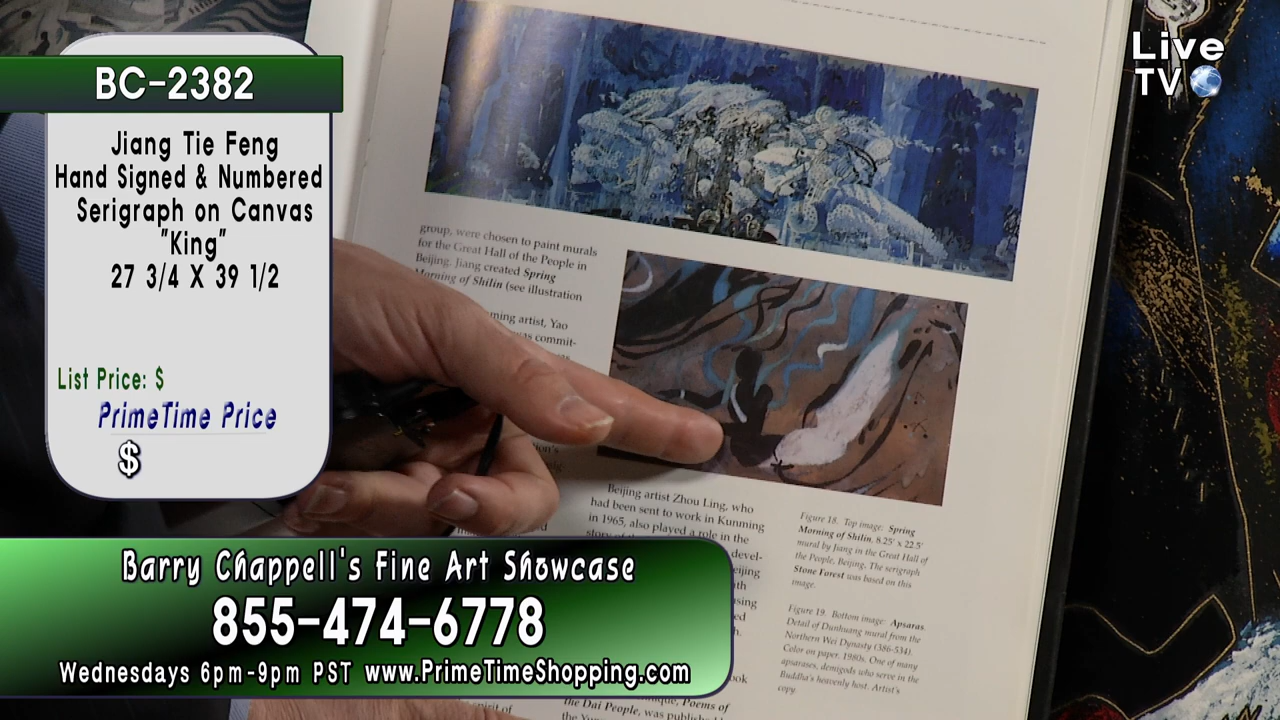 BC-2382
Jiang Tie Feng
Hand Signed & Numbered
Serigraph on Canvas
"King"
27 3/4 X 39 1/2
List Price: $
PrimeTime Price
$
Live
TV
group, were chosen to paint murals
for the Great Hall of the People in
Beijing. Jiang created Spring
Morning of Shilin (see illustration
ming artist, Yao
was commit-
Beijing artist Zhou Ling, who
had been sent to work in Kunming
in 1965, also played a role in the
devel-
Figure 18. Top image: Spring
Morning of Shilin, 8.25' x 22.5'
mural by Jiang in the Great Hall of
the People, Beijing. The serigraph
Stone Forest was based on this
image.
Figure 19. Bottom image: Apsaras.
Detail of Dunhuang mural from the
Northern Wei Dynasty (386-534).
Color on paper, 1980s. One of many
apsarases, demigods who serve in the
Buddha's heavenly host. Artist's
copy.
Poems of
the Dai People, was published
Barry Chappell's Fine Art Showcase
855-474-6778
Wednesdays 6pm-9pm PST www.PrimeTimeShopping.com